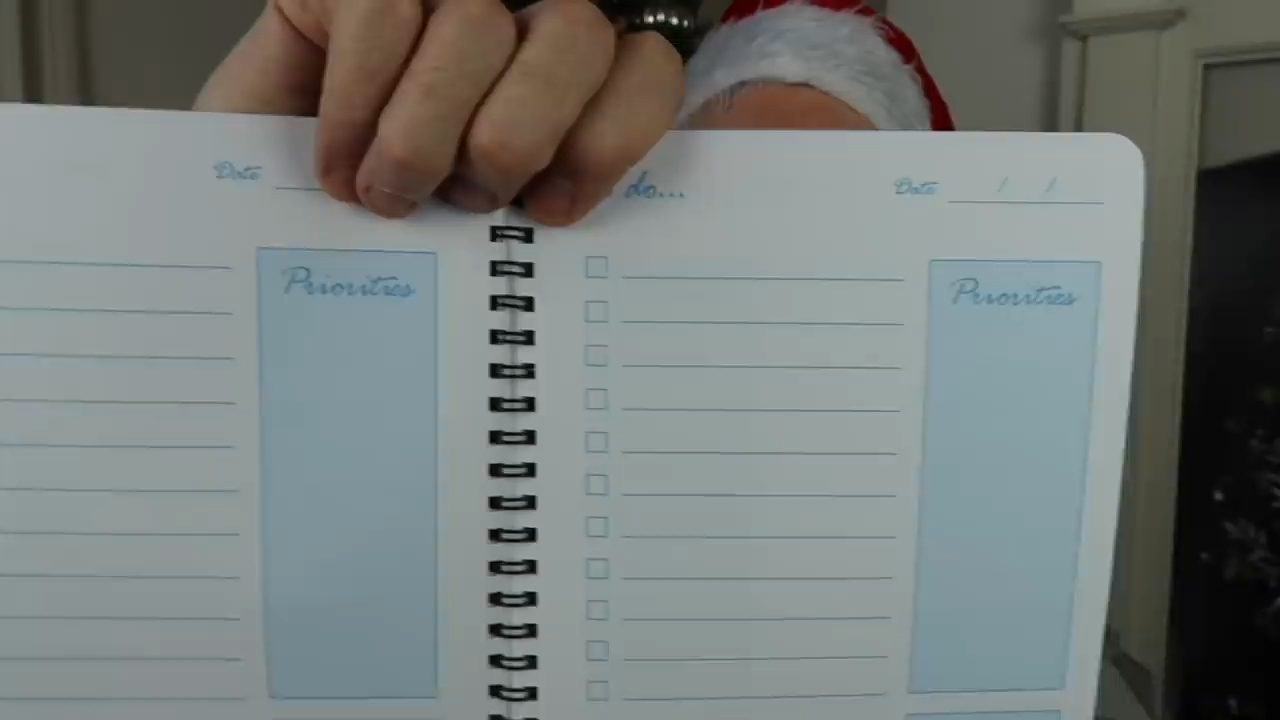 Date
Priorities
do...
Date / /
Priorities